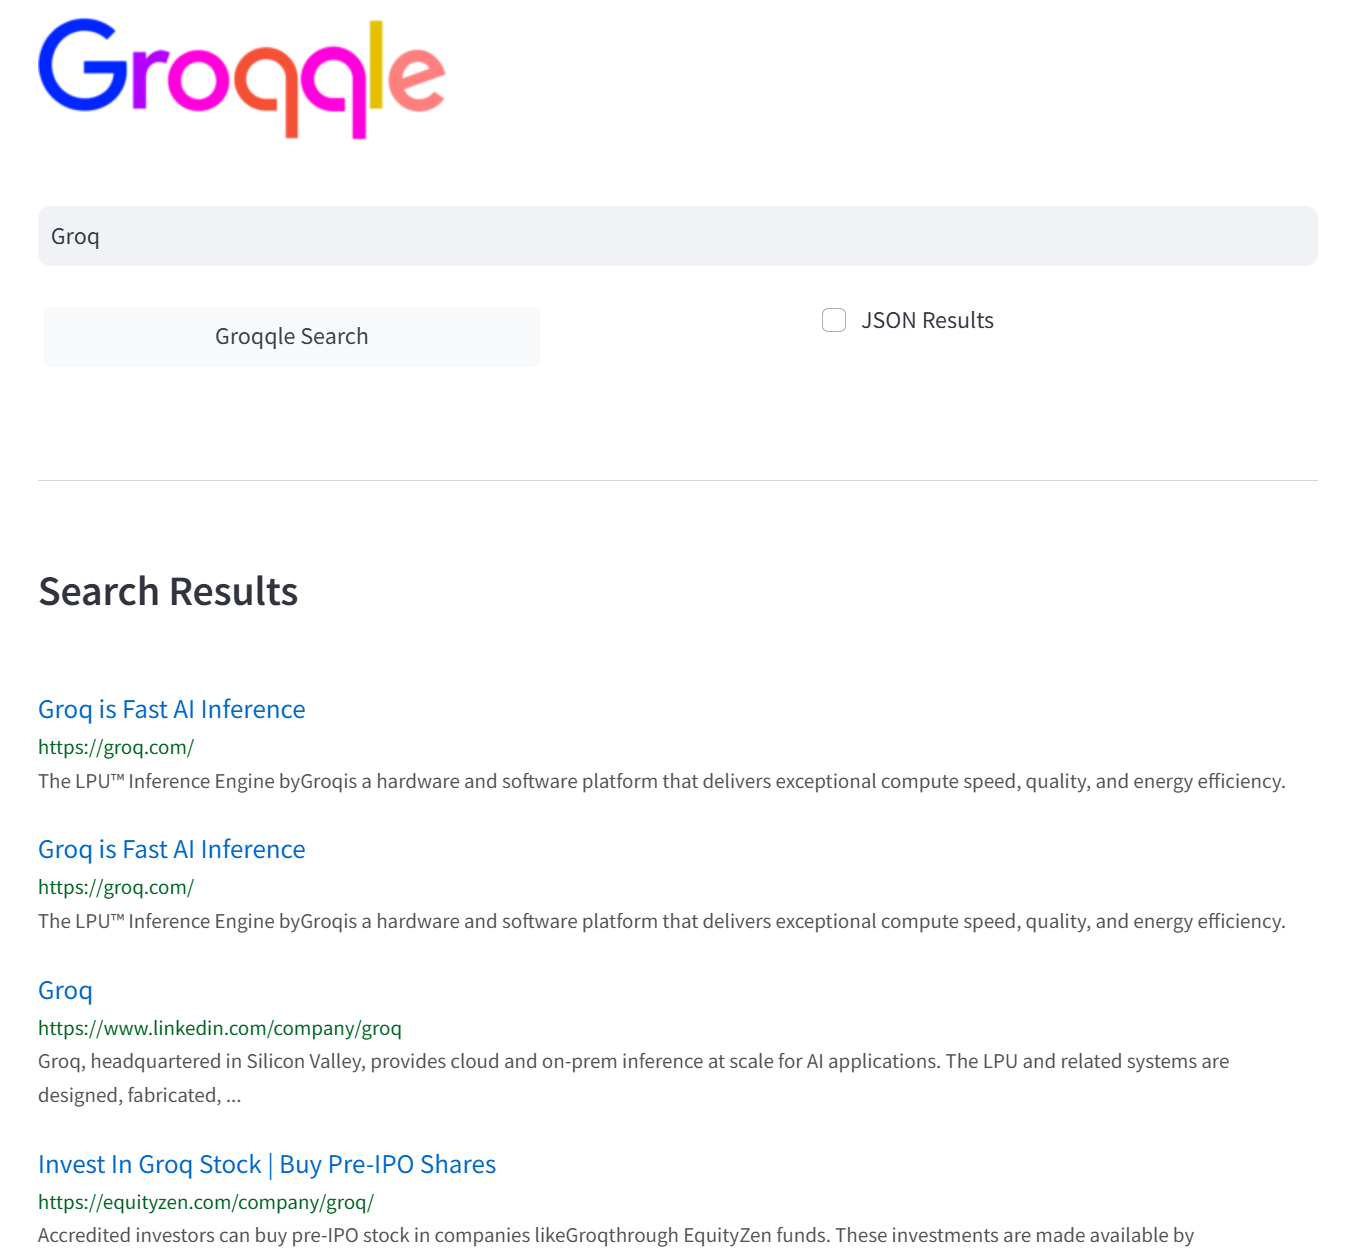 Groqqle
Groq
Groqqle Search
JSON Results
Search Results
Groq is Fast AI Inference
https://groq.com/
The LPU™ Inference Engine byGroqis a hardware and software platform that delivers exceptional compute speed, quality, and energy efficiency.
Groq is Fast AI Inference
https://groq.com/
The LPU™ Inference Engine byGroqis a hardware and software platform that delivers exceptional compute speed, quality, and energy efficiency.
Groq
https://www.linkedin.com/company/groq
Groq, headquartered in Silicon Valley, provides cloud and on-prem inference at scale for AI applications. The LPU and related systems are
designed, fabricated, ...
Invest In Groq Stock | Buy Pre-IPO Shares
https://equityzen.com/company/groq/
Accredited investors can buy pre-IPO stock in companies likeGroqthrough EquityZen funds. These investments are made available by